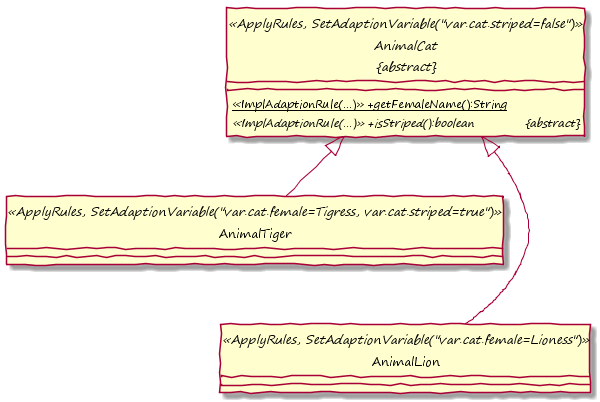 «ApplyRules, SetAdaptionVariable("var.cat.striped=false")»
AnimalCat
{abstract}
«ImplAdaptionRule(...)» +getFemaleName():String
«ImplAdaptionRule(...)» +isStriped():boolean {abstract}
«ApplyRules, SetAdaptionVariable("var.cat.female=Tigress, var.cat.striped=true")»
AnimalTiger
«ApplyRules, SetAdaptionVariable("var.cat.female=Lioness")»
AnimalLion